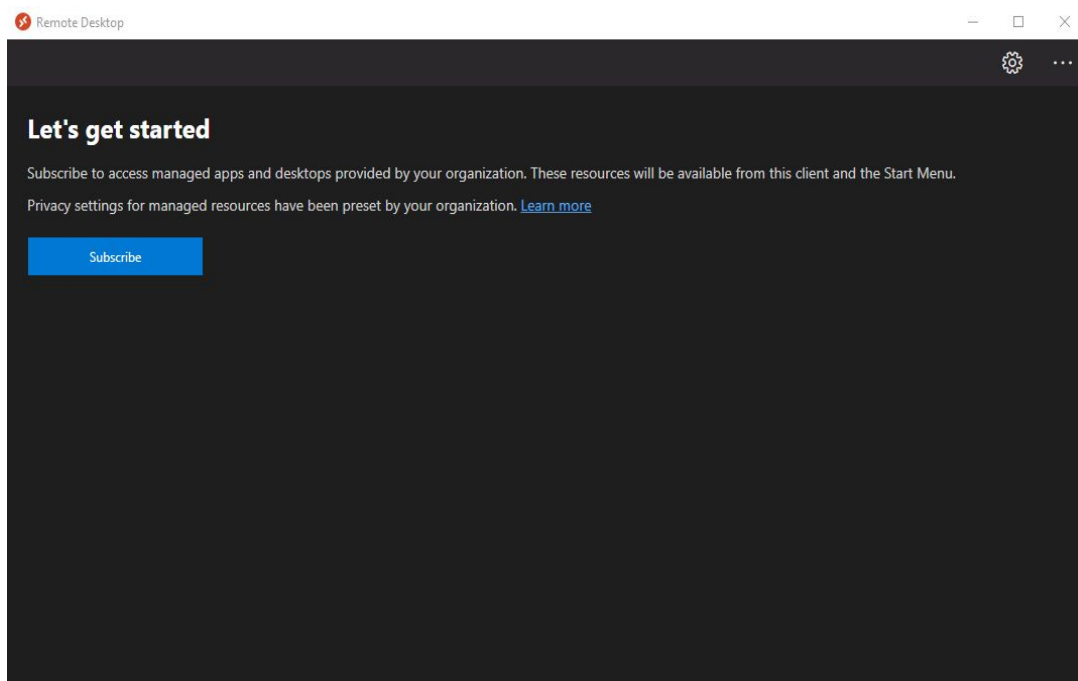 Remote Desktop
Let's get started
Subscribe to access managed apps and desktops provided by your organization. These resources will be available from this client and the Start Menu.
Privacy settings for managed resources have been preset by your organization. Learn more
Subscribe